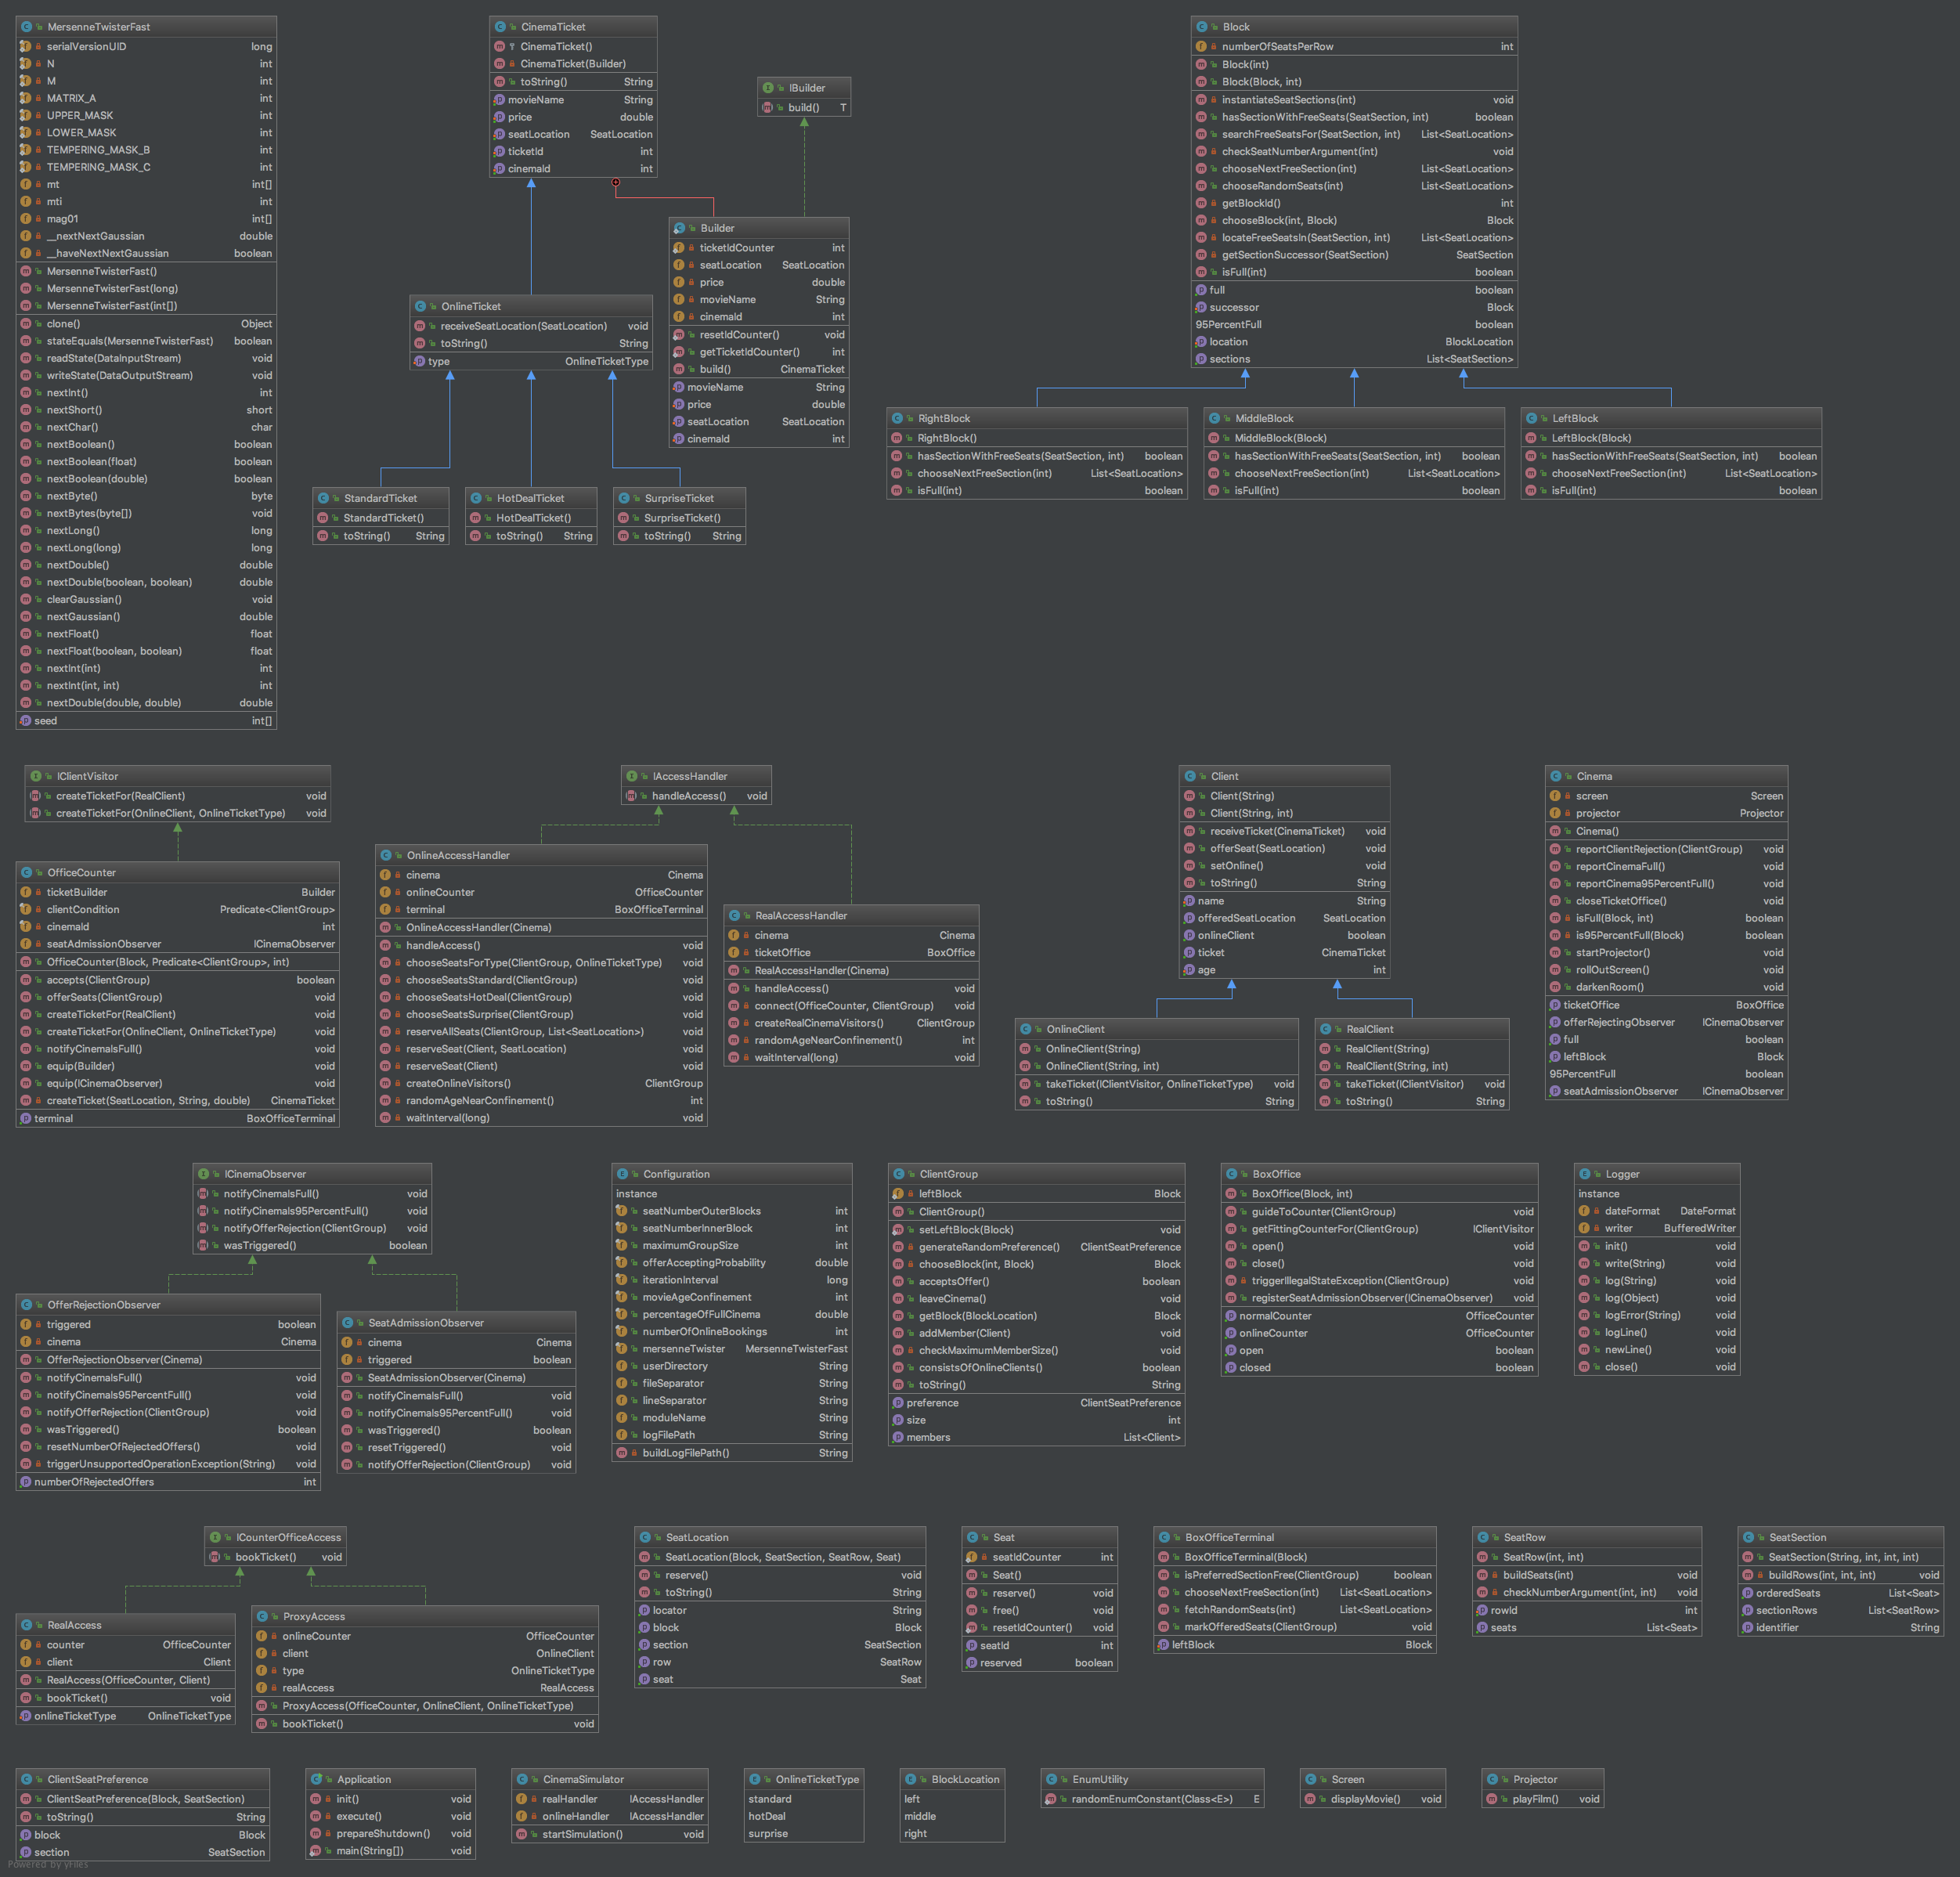 MersenneTwisterFast
serialVersionUID long
N int
M int
MATRIX_A int
UPPER_MASK int
LOWER_MASK int
TEMPERING_MASK_B int
TEMPERING_MASK_C int
mt int[]
mti int
mag01 int[]
__nextNextGaussian double
__haveNextNextGaussian boolean
MersenneTwisterFast()
MersenneTwisterFast(long)
MersenneTwisterFast(int[])
clone() Object
stateEquals(MersenneTwisterFast) boolean
readState(DataInputStream) void
writeState(DataOutputStream) void
nextInt() int
nextShort() short
nextChar() char
nextBoolean() boolean
nextBoolean(float) boolean
nextBoolean(double) boolean
nextByte() byte
nextBytes(byte[]) void
nextLong() long
nextLong(long) long
nextDouble() double
nextDouble(boolean, boolean) double
clearGaussian() void
nextGaussian() double
nextFloat() float
nextFloat(boolean, boolean) float
nextInt(int) int
nextInt(int, int) int
nextDouble(double, double) double
seed int[]
CinemaTicket
CinemaTicket()
CinemaTicket(Builder)
toString() String
movieName String
price double
seatLocation SeatLocation
ticketId int
cinemaId int
IBuilder
build() T
Builder
ticketIdCounter int
seatLocation SeatLocation
price double
movieName String
cinemaId int
resetIdCounter() void
getTicketIdCounter() int
build() CinemaTicket
movieName String
price double
seatLocation SeatLocation
cinemaId int
OnlineTicket
receiveSeatLocation(SeatLocation) void
toString() String
type OnlineTicketType
StandardTicket
StandardTicket()
toString() String
HotDealTicket
HotDealTicket()
toString() String
SurpriseTicket
SurpriseTicket()
toString() String
Block
numberOfSeatsPerRow int
Block(int)
Block(Block, int)
instantiateSeatSections(int) void
hasSectionWithFreeSeats(SeatSection, int) boolean
searchFreeSeatsFor(SeatSection, int) List<SeatLocation>
checkSeatNumberArgument(int) void
chooseNextFreeSection(int) List<SeatLocation>
chooseRandomSeats(int) List<SeatLocation>
getBlockId() int
chooseBlock(int, Block) Block
locateFreeSeatsIn(SeatSection, int) List<SeatLocation>
getSectionSuccessor(SeatSection) SeatSection
isFull(int) boolean
full boolean
successor Block
95PercentFull boolean
location BlockLocation
sections List<SeatSection>
RightBlock
RightBlock()
hasSectionWithFreeSeats(SeatSection, int) boolean
chooseNextFreeSection(int) List<SeatLocation>
isFull(int) boolean
MiddleBlock
MiddleBlock(Block)
hasSectionWithFreeSeats(SeatSection, int) boolean
chooseNextFreeSection(int) List<SeatLocation>
isFull(int) boolean
LeftBlock
LeftBlock(Block)
hasSectionWithFreeSeats(SeatSection, int) boolean
chooseNextFreeSection(int) List<SeatLocation>
isFull(int) boolean
IClientVisitor
createTicketFor(RealClient) void
createTicketFor(OnlineClient, OnlineTicketType) void
OfficeCounter
ticketBuilder Builder
clientCondition Predicate<ClientGroup>
cinemaId int
seatAdmissionObserver ICinemaObserver
OfficeCounter(Block, Predicate<ClientGroup>, int)
accepts(ClientGroup) boolean
offerSeats(ClientGroup) void
createTicketFor(RealClient) void
createTicketFor(OnlineClient, OnlineTicketType) void
notifyCinemaIsFull() void
equip(Builder) void
equip(ICinemaObserver) void
createTicket(SeatLocation, String, double) CinemaTicket
terminal BoxOfficeTerminal
IAccessHandler
handleAccess() void
OnlineAccessHandler
cinema Cinema
onlineCounter OfficeCounter
terminal BoxOfficeTerminal
OnlineAccessHandler(Cinema)
handleAccess() void
chooseSeatsForType(ClientGroup, OnlineTicketType) void
chooseSeatsStandard(ClientGroup) void
chooseSeatsHotDeal(ClientGroup) void
chooseSeatsSurprise(ClientGroup) void
reserveAllSeats(ClientGroup, List<SeatLocation>) void
reserveSeat(Client, SeatLocation) void
reserveSeat(Client) void
createOnlineVisitors() ClientGroup
randomAgeNearConfinement() int
waitInterval(long) void
RealAccessHandler
cinema Cinema
ticketOffice BoxOffice
RealAccessHandler(Cinema)
handleAccess() void
connect(OfficeCounter, ClientGroup) void
createRealCinemaVisitors() ClientGroup
randomAgeNearConfinement() int
waitInterval(long) void
Client
Client(String)
Client(String, int)
receiveTicket(CinemaTicket) void
offerSeat(SeatLocation) void
setOnline() void
toString() String
name String
offeredSeatLocation SeatLocation
onlineClient boolean
ticket CinemaTicket
age int
OnlineClient
OnlineClient(String)
OnlineClient(String, int)
takeTicket(IClientVisitor, OnlineTicketType) void
toString() String
RealClient
RealClient(String)
RealClient(String, int)
takeTicket(IClientVisitor) void
toString() String
Cinema
screen Screen
projector Projector
Cinema()
reportClientRejection(ClientGroup) void
reportCinemaFull() void
reportCinema95PercentFull() void
closeTicketOffice() void
isFull(Block, int) boolean
is95PercentFull(Block) boolean
startProjector() void
rollOutScreen() void
darkenRoom() void
ticketOffice BoxOffice
offerRejectingObserver ICinemaObserver
full boolean
leftBlock Block
95PercentFull boolean
seatAdmissionObserver ICinemaObserver
ICinemaObserver
notifyCinemaIsFull() void
notifyCinemaIs95PercentFull() void
notifyOfferRejection(ClientGroup) void
wasTriggered() boolean
OfferRejectionObserver
triggered boolean
cinema Cinema
OfferRejectionObserver(Cinema)
notifyCinemaIsFull() void
notifyCinemaIs95PercentFull() void
notifyOfferRejection(ClientGroup) void
wasTriggered() boolean
resetNumberOfRejectedOffers() void
triggerUnsupportedOperationException(String) void
numberOfRejectedOffers int
SeatAdmissionObserver
cinema Cinema
triggered boolean
SeatAdmissionObserver(Cinema)
notifyCinemaIsFull() void
notifyCinemaIs95PercentFull() void
wasTriggered() boolean
resetTriggered() void
notifyOfferRejection(ClientGroup) void
Configuration
instance
seatNumberOuterBlocks int
seatNumberInnerBlock int
maximumGroupSize int
offerAcceptingProbability double
iterationInterval long
movieAgeConfinement int
percentageOfFullCinema double
numberOfOnlineBookings int
mersenneTwister MersenneTwisterFast
userDirectory String
fileSeparator String
lineSeparator String
moduleName String
logFilePath String
buildLogFilePath() String
ClientGroup
leftBlock Block
ClientGroup()
setLeftBlock(Block) void
generateRandomPreference() ClientSeatPreference
chooseBlock(int, Block) Block
acceptsOffer() boolean
leaveCinema() void
getBlock(BlockLocation) Block
addMember(Client) void
checkMaximumMemberSize() void
consistsOfOnlineClients() boolean
toString() String
preference ClientSeatPreference
size int
members List<Client>
BoxOffice
BoxOffice(Block, int)
guideToCounter(ClientGroup) void
getFittingCounterFor(ClientGroup) IClientVisitor
open() void
close() void
triggerIllegalStateException(ClientGroup) void
registerSeatAdmissionObserver(ICinemaObserver) void
normalCounter OfficeCounter
onlineCounter OfficeCounter
open boolean
closed boolean
Logger
instance
dateFormat DateFormat
writer BufferedWriter
init() void
write(String) void
log(String) void
log(Object) void
logError(String) void
logLine() void
newLine() void
close() void
ICounterOfficeAccess
bookTicket() void
RealAccess
counter OfficeCounter
client Client
RealAccess(OfficeCounter, Client)
bookTicket() void
onlineTicketType OnlineTicketType
ProxyAccess
onlineCounter OfficeCounter
client OnlineClient
type OnlineTicketType
realAccess RealAccess
ProxyAccess(OfficeCounter, OnlineClient, OnlineTicketType)
bookTicket() void
SeatLocation
SeatLocation(Block, SeatSection, SeatRow, Seat)
reserve() void
toString() String
locator String
block Block
section SeatSection
row SeatRow
seat Seat
Seat
seatIdCounter int
Seat()
reserve() void
free() void
resetIdCounter() void
seatId int
reserved boolean
BoxOfficeTerminal
BoxOfficeTerminal(Block)
isPreferredSectionFree(ClientGroup) boolean
chooseNextFreeSection(int) List<SeatLocation>
fetchRandomSeats(int) List<SeatLocation>
markOfferedSeats(ClientGroup) void
leftBlock Block
SeatRow
SeatRow(int, int)
buildSeats(int) void
checkNumberArgument(int, int) void
rowId int
seats List<Seat>
SeatSection
SeatSection(String, int, int, int)
buildRows(int, int, int) void
orderedSeats List<Seat>
sectionRows List<SeatRow>
identifier String
ClientSeatPreference
ClientSeatPreference(Block, SeatSection)
toString() String
block Block
section SeatSection
Application
init() void
execute() void
prepareShutdown() void
main(String[]) void
CinemaSimulator
realHandler IAccessHandler
onlineHandler IAccessHandler
startSimulation() void
OnlineTicketType
standard
hotDeal
surprise
BlockLocation
left
middle
right
EnumUtility
randomEnumConstant(Class<E>) E
Screen
displayMovie() void
Projector
playFilm() void
Powered by yFiles